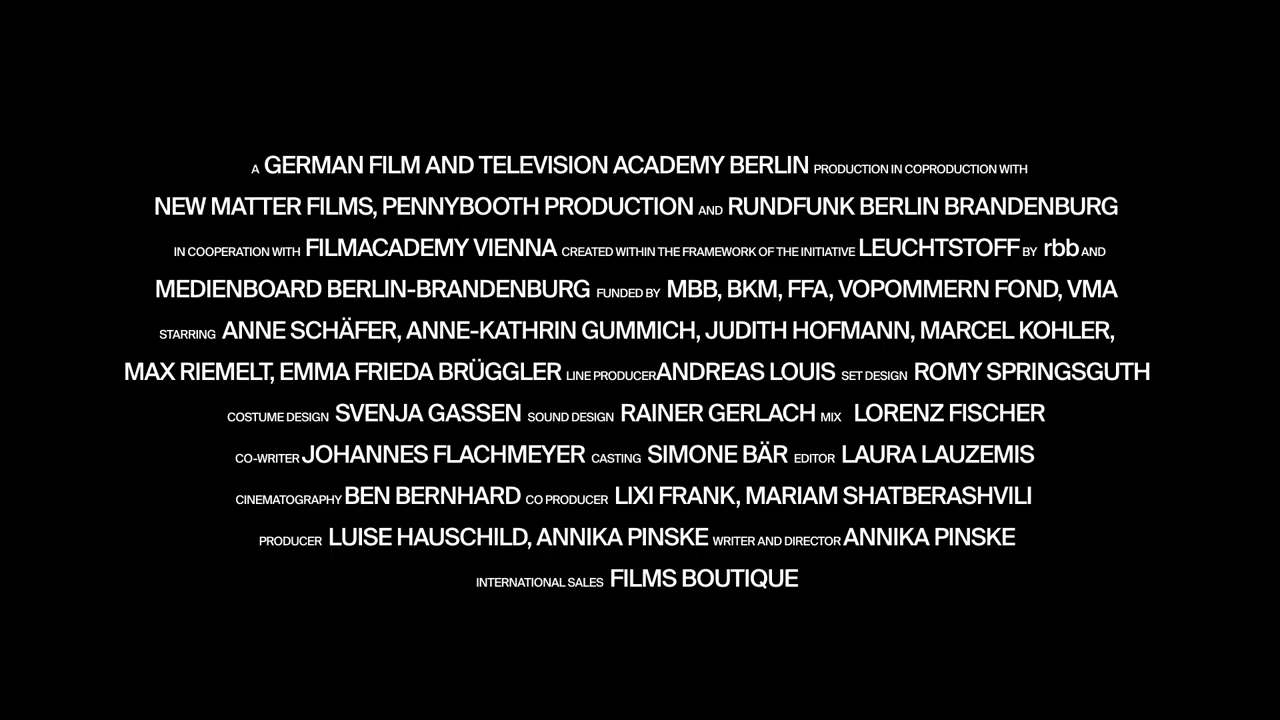 A GERMAN FILM AND TELEVISION ACADEMY BERLIN PRODUCTION IN COPRODUCTION WITH
NEW MATTER FILMS, PENNYBOOTH PRODUCTION AND RUNDFUNK BERLIN BRANDENBURG
IN COOPERATION WITH FILMACADEMY VIENNA CREATED WITHIN THE FRAMEWORK OF THE INITIATIVE LEUCHTSTOFF BY rbb AND
MEDIENBOARD BERLIN-BRANDENBURG FUNDED BY MBB, BKM, FFA, VOPOMMERN FOND, VMA
STARRING ANNE SCHÄFER, ANNE-KATHRIN GUMMICH, JUDITH HOFMANN, MARCEL KOHLER,
MAX RIEMELT, EMMA FRIEDA BRÜGGLER LINE PRODUCER ANDREAS LOUIS SET DESIGN ROMY SPRINGSGUTH
COSTUME DESIGN SVENJA GASSEN SOUND DESIGN RAINER GERLACH MIX LORENZ FISCHER
CO-WRITER JOHANNES FLACHMEYER CASTING SIMONE BÄR EDITOR LAURA LAUZEMIS
CINEMATOGRAPHY BEN BERNHARD CO PRODUCER LIXI FRANK, MARIAM SHATBERASHVILI
PRODUCER LUISE HAUSCHILD, ANNIKA PINSKE WRITER AND DIRECTOR ANNIKA PINSKE
INTERNATIONAL SALES FILMS BOUTIQUE